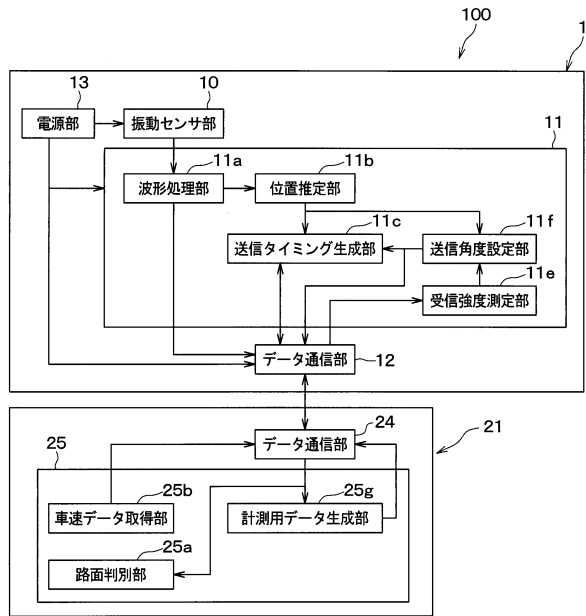 100
1
13
10
電源部
振動センサ部
11
11a
11b
波形処理部
位置推定部
11c
11f
送信タイミング生成部
送信角度設定部
11e
受信強度測定部
データ通信部
12
24
21
データ通信部
25
25b
25g
車速データ取得部
計測用データ生成部
25a
路面判別部